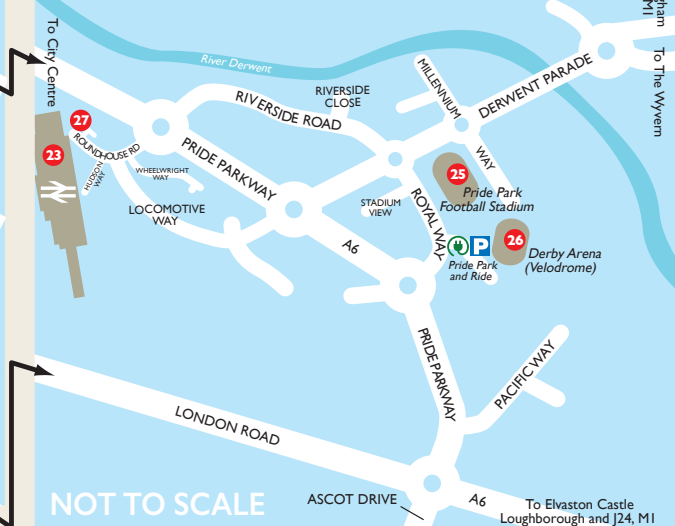 To City Centre
River Derwent
gham
M1
To The Wyvern
RIVERSIDE
CLOSE
RIVERSIDE ROAD
MILLENNIUM
WAY
DERWENT PARADE
27
23
ROUNDHOUSE RD
HUDSON
WAY
WHEELWRIGHT
WAY
LOCOMOTIVE
WAY
PRIDE PARKWAY
25
Pride Park
Football Stadium
STADIUM
VIEW
ROYAL WAY
A6
P
26
Derby Arena
(Velodrome)
Pride Park
and Ride
PRIDE PARKWAY
PACIFIC WAY
LONDON ROAD
NOT TO SCALE
ASCOT DRIVE
A6
To Elvaston Castle
Loughborough and J24, M1